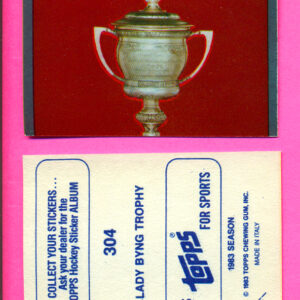 COLLECT YOUR STICKERS...
Ask your dealer for the
TOPPS Hockey Sticker ALBUM
304
LADY BYNG TROPHY
topps®
FOR SPORTS
1983 SEASON
© 1983 TOPPS CHEWING GUM, INC.
MADE IN ITALY